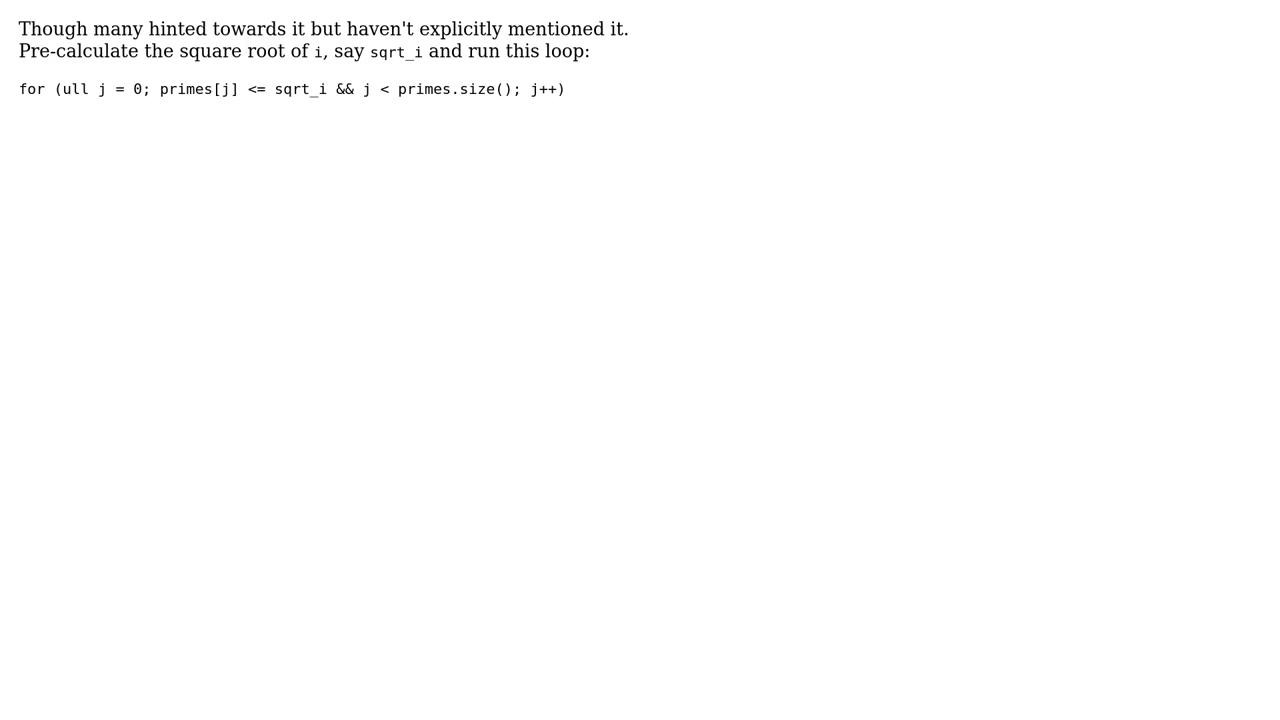 Though many hinted towards it but haven't explicitly mentioned it.
Pre-calculate the square root of i, say sqrt_i and run this loop:
for (ull j = 0; primes[j] <= sqrt_i && j < primes.size(); j++)